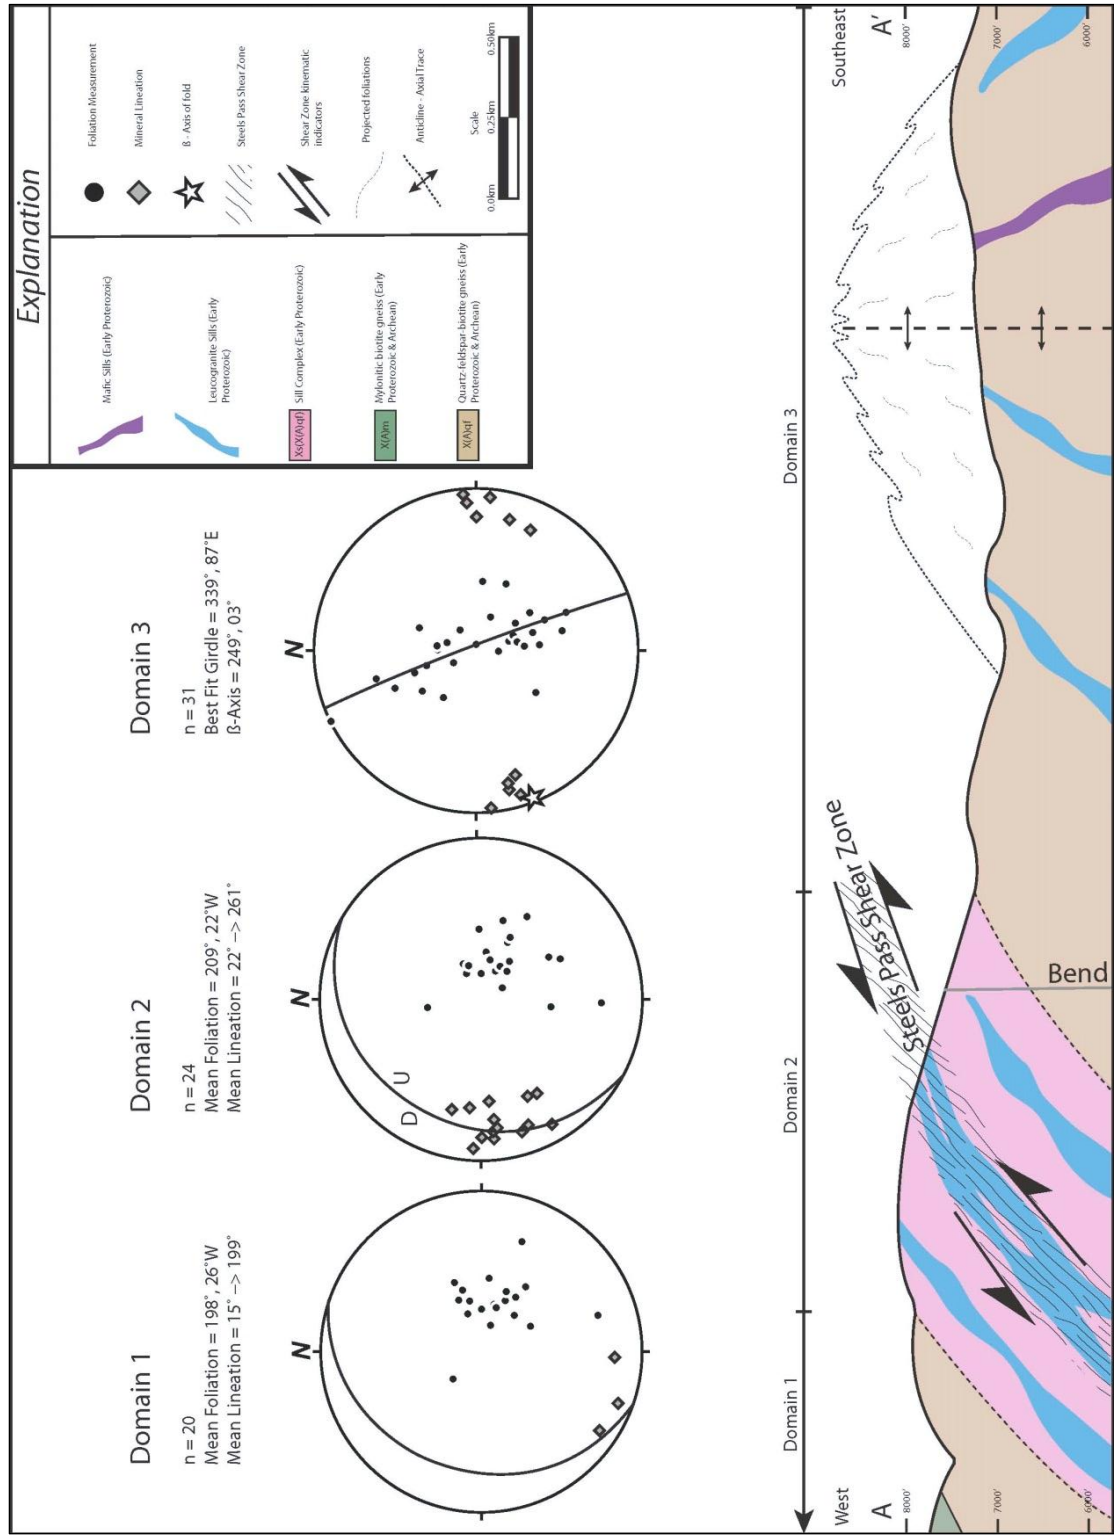 Explanation
Mafic Sills (Early Proterozoic)
Leucogranite Sills (Early
Proterozoic)
Xs(X(A)qf)
Sill Complex (Early Proterozoic)
X(A)m
Mylonitic biotite gneiss (Early
Proterozoic & Archean)
X(A)qf
Quartz-feldspar-biotite gneiss (Early
Proterozoic & Archean)
Foliation Measurement
Mineral Lineation
ß - Axis of fold
Steels Pass Shear Zone
Shear Zone kinematic
indicators
Projected foliations
Anticline - Axial Trace
Scale
0.0km 0.25km 0.50km
Domain 1
n = 20
Mean Foliation = 198°, 26°W
Mean Lineation = 15° --> 199°
N
Domain 2
n = 24
Mean Foliation = 209°, 22°W
Mean Lineation = 22° --> 261°
N
D
U
Domain 3
n = 31
Best Fit Girdle = 339°, 87°E
ß-Axis = 249°, 03°
N
Domain 1
Domain 2
Domain 3
West
A
8000'
7000'
6000'
Steels Pass Shear Zone
Bend
Southeast
A'
8000'
7000'
6000'